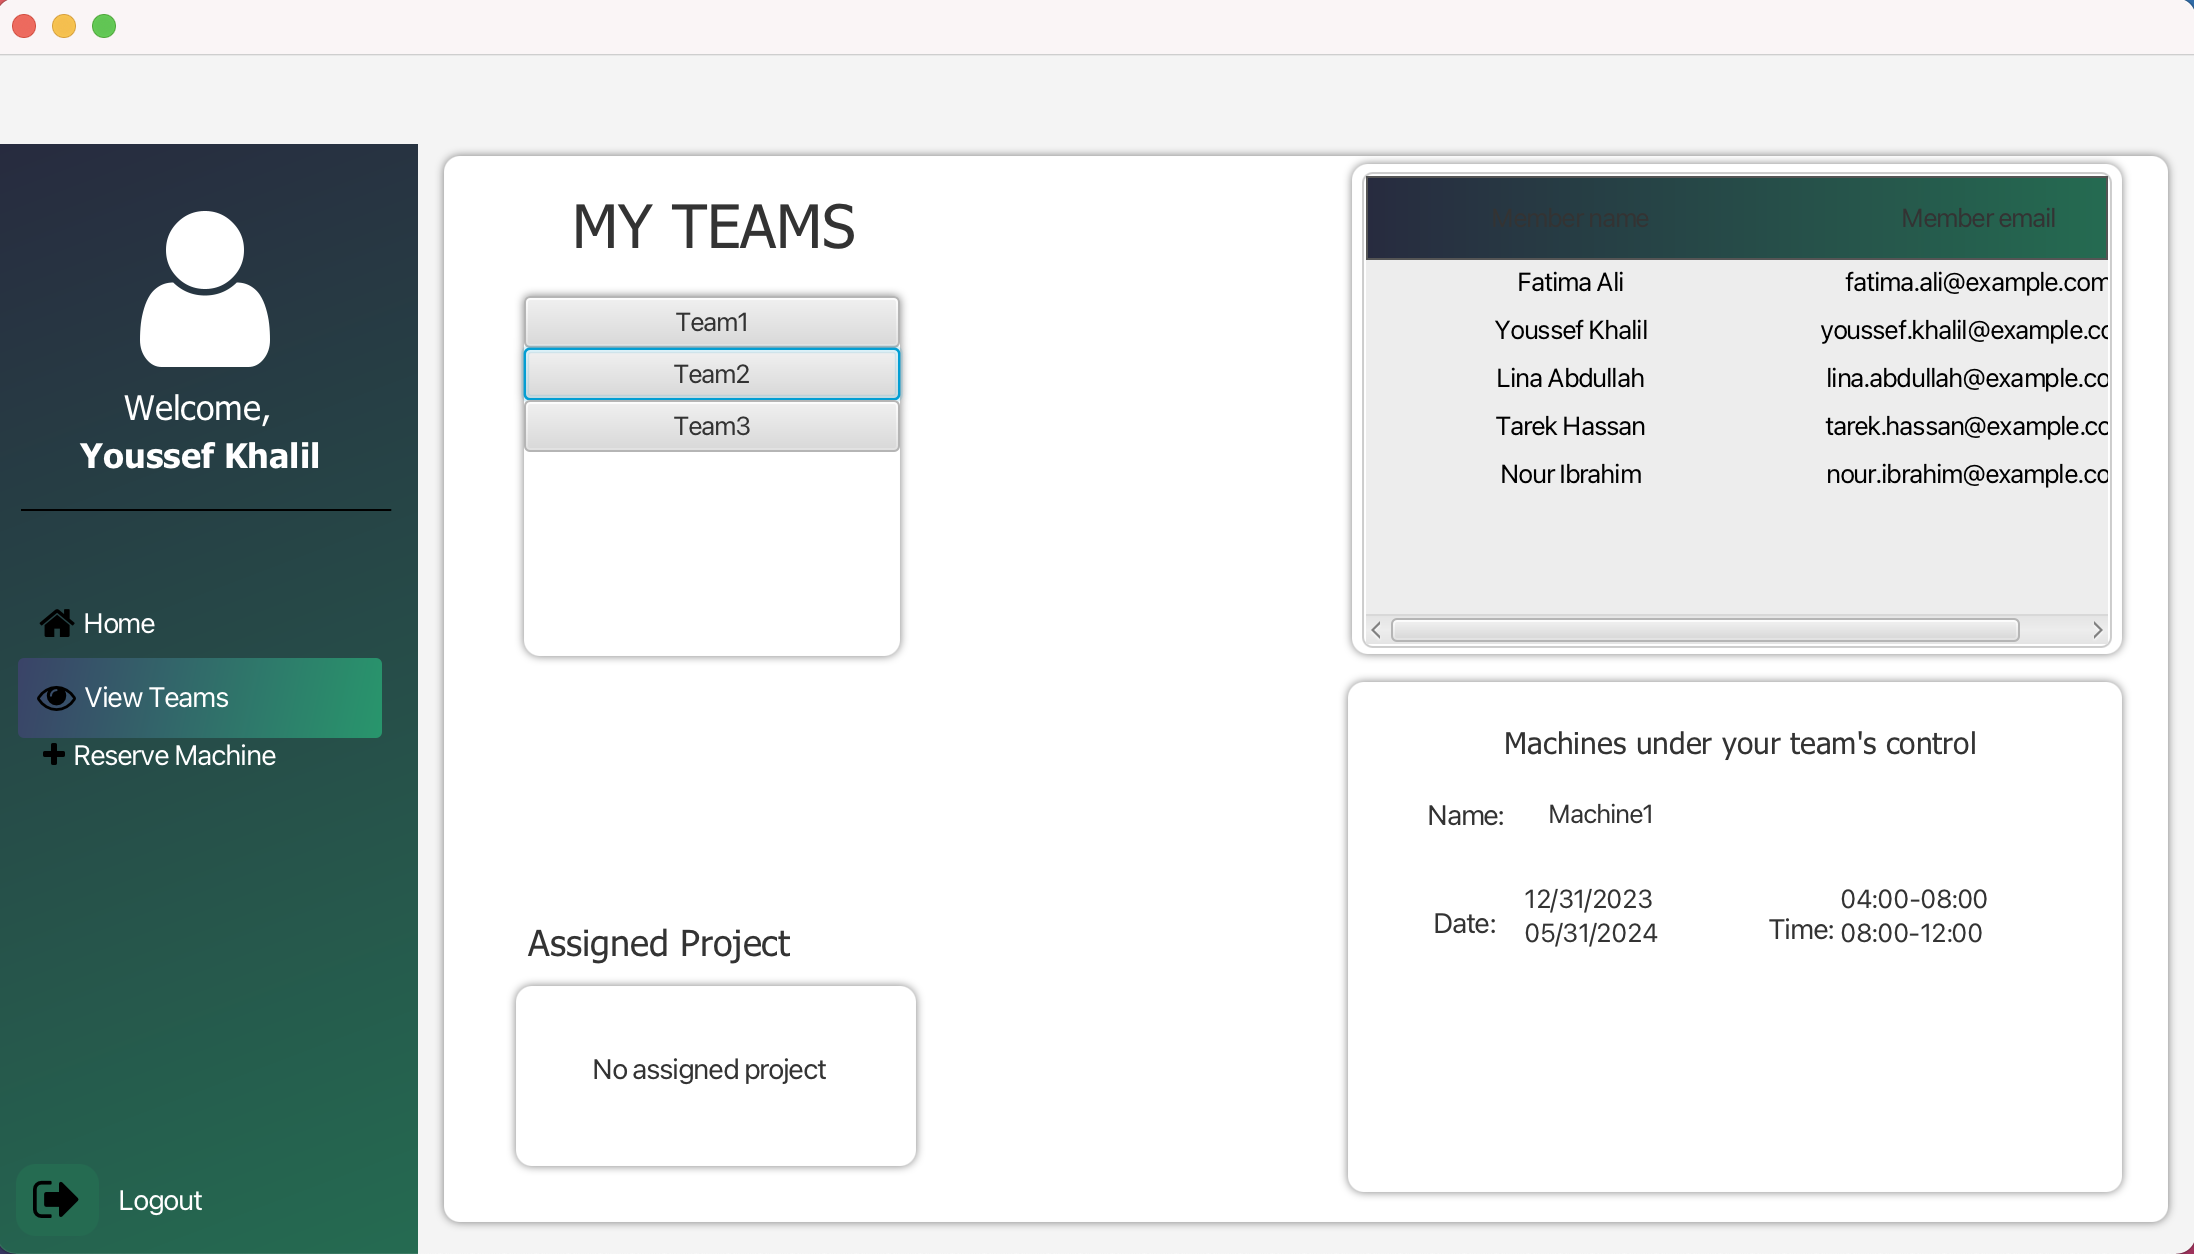 Welcome,
Youssef Khalil
Home
View Teams
Reserve Machine
Logout
MY TEAMS
Team1
Team2
Team3
Assigned Project
No assigned project
Member name Member email
Fatima Ali fatima.ali@example.com
Youssef Khalil youssef.khalil@example.cc
Lina Abdullah lina.abdullah@example.co
Tarek Hassan tarek.hassan@example.cc
Nour Ibrahim nour.ibrahim@example.co
Machines under your team's control
Name: Machine1
Date: 12/31/2023
05/31/2024
Time: 04:00-08:00
08:00-12:00